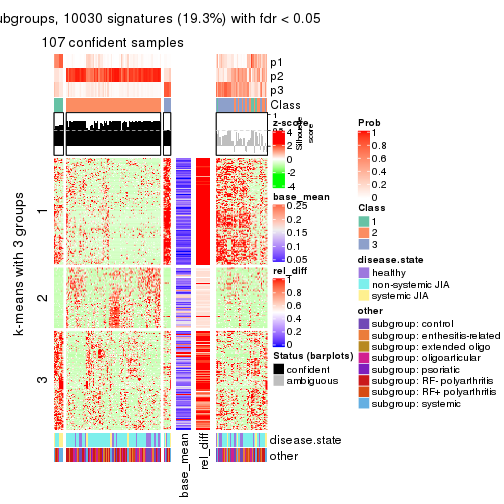 subgroups, 10030 signatures (19.3%) with fdr < 0.05
107 confident samples
p1
p2
p3
Class
1
Silhouette
score
z-score
4
2
0
-2
-4
base_mean
0.25
0.2
0.15
0.1
0.05
rel_diff
1
0.8
0.6
0.4
0.2
0
Status (barplots)
confident
ambiguous
Prob
1
0.8
0.6
0.4
0.2
0
Class
1
2
3
disease.state
healthy
non-systemic JIA
systemic JIA
other
subgroup: control
subgroup: enthesitis-related
subgroup: extended oligo
subgroup: oligoarticular
subgroup: psoriatic
subgroup: RF- polyarthritis
subgroup: RF+ polyarthritis
subgroup: systemic
k-means with 3 groups
1
2
3
disease.state
other
base_mean
rel_diff